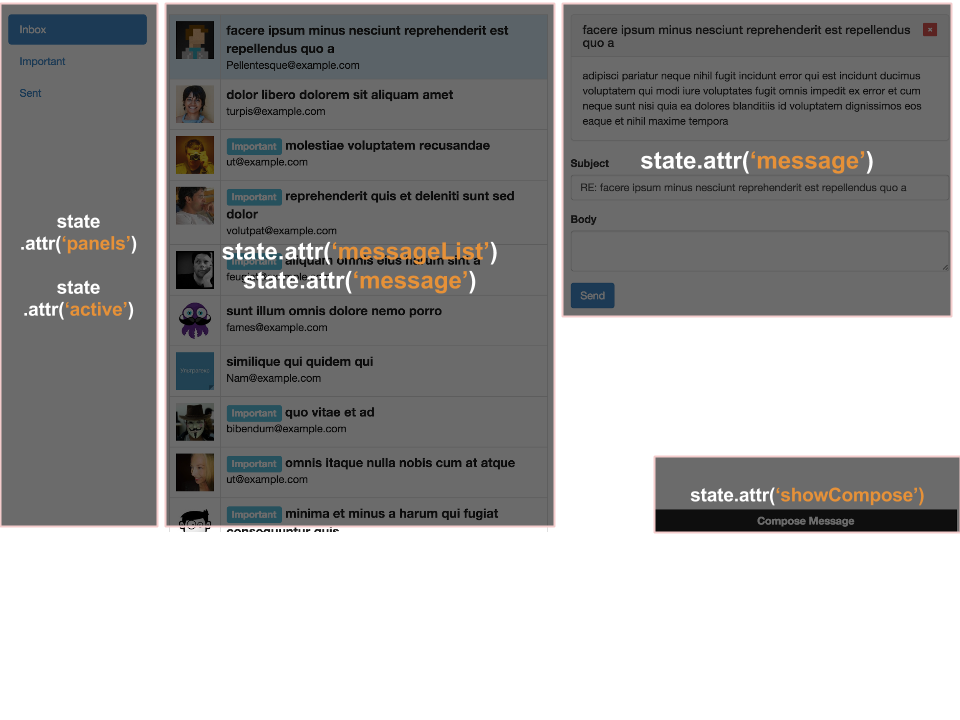 Inbox
Important
Sent
state
.attr(‘panels’)
state
.attr(‘active’)
facere ipsum minus nesciunt reprehenderit est
repellendus quo a
Pellentesque@example.com
dolor libero dolorem sit aliquam amet
turpis@example.com
Important molestiae voluptatem recusandae
ut@example.com
Important reprehenderit quis et deleniti sunt sed
dolor
volutpat@example.com
state.attr(‘messageList’)
Important aliquam omnis eius sint a
state.attr(‘message’)
sunt illum omnis dolore nemo porro
fames@example.com
similique qui quidem qui
Nam@example.com
Important quo vitae et ad
bibendum@example.com
Important omnis itaque nulla nobis cum at atque
ut@example.com
Important minima et minus a harum qui fugiat
consequuntur quis
facere ipsum minus nesciunt reprehenderit est repellendus
quo a
adipisci pariatur neque nihil fugit incidunt error qui est incidunt ducimus
voluptatem qui modi iure voluptates fugit omnis impedit ex error et cum
neque sunt nisi quia ea dolores blanditiis id voluptatem dignissimos eos
eaque et nihil maxime tempora
state.attr(‘message’)
Subject
RE: facere ipsum minus nesciunt reprehenderit est repellendus quo a
Body
Send
state.attr(‘showCompose’)
Compose Message